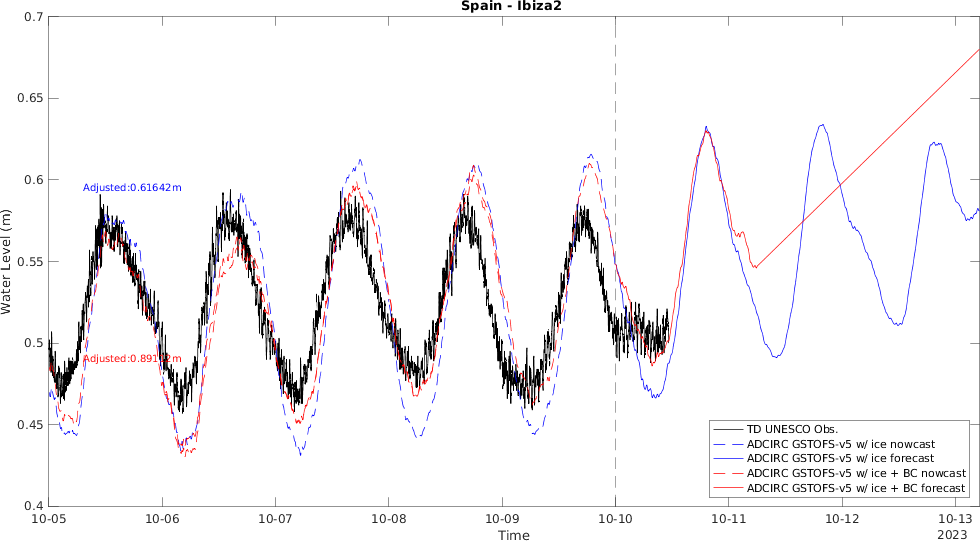 Spain - Ibiza2
0.7
0.65
0.6
0.55
0.5
0.45
0.4
Water Level (m)
Adjusted:0.61642m
TD UNESCO Obs.
ADCIRC GSTOFS-v5 w/ ice nowcast
ADCIRC GSTOFS-v5 w/ ice forecast
ADCIRC GSTOFS-v5 w/ ice + BC nowcast
ADCIRC GSTOFS-v5 w/ ice + BC forecast
10-05 10-06 10-07 10-08 10-09 10-10 10-11 10-12 10-13
Time
2023